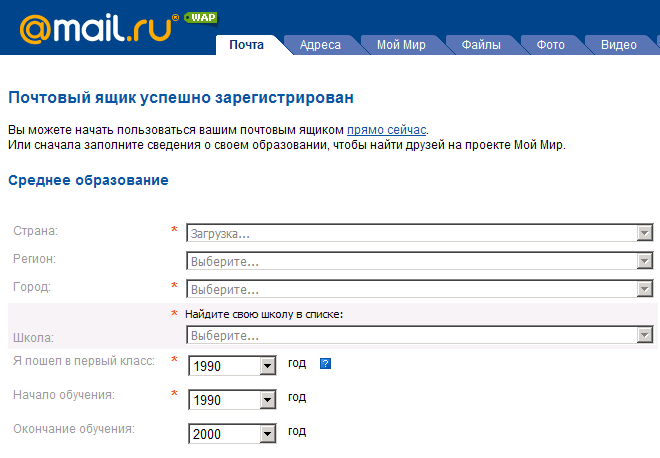 @mail.ru® WAP
Почта Адреса Мой Мир Файлы Фото Видео
Почтовый ящик успешно зарегистрирован
Вы можете начать пользоваться вашим почтовым ящиком прямо сейчас.
Или сначала заполните сведения о своем образовании, чтобы найти друзей на проекте Мой Мир.
Среднее образование
Страна: * Загрузка...
Регион: Выберите...
Город: * Выберите...
* Найдите свою школу в списке:
Школа: Выберите...
Я пошел в первый класс: * 1990 год ?
Начало обучения: * 1990 год
Окончание обучения: 2000 год